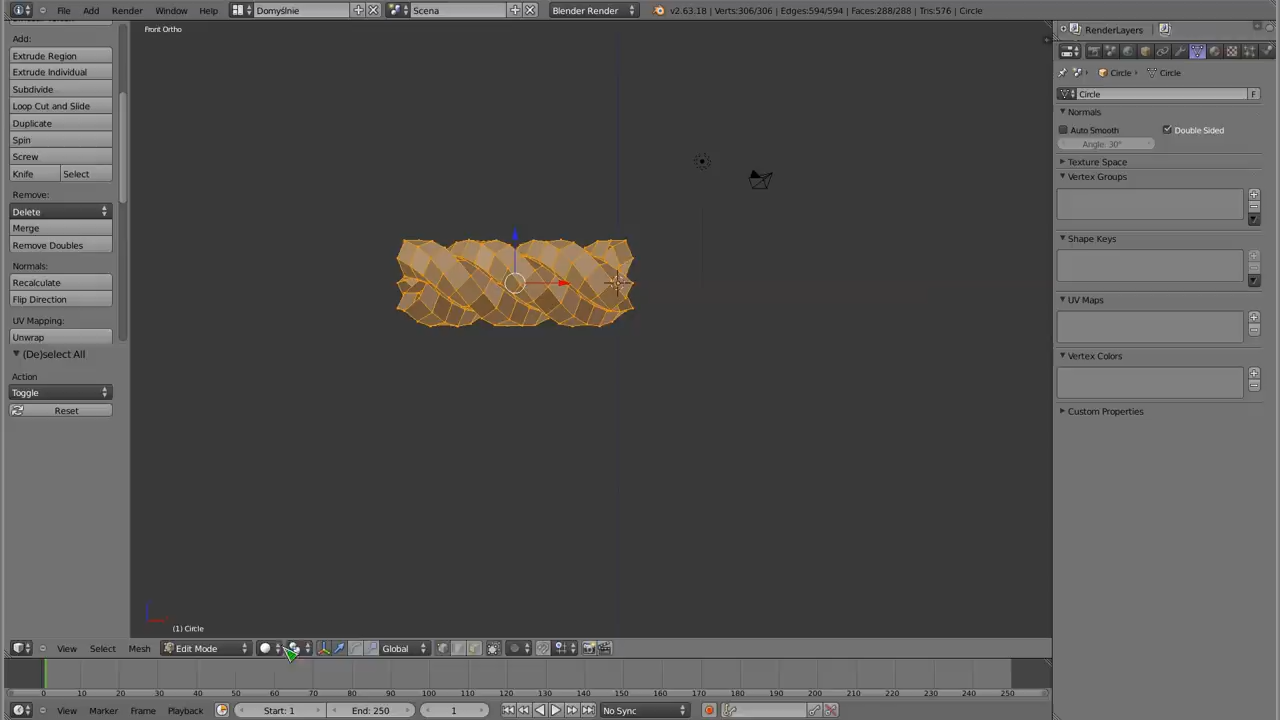 File Add Render Window Help Domyślnie Scena Blender Render v2.63.18 | Verts:306/306 | Edges:594/594 | Faces:288/288 | Tris:576 | Circle
Front Ortho
RenderLayers
Add:
Extrude Region
Extrude Individual
Subdivide
Loop Cut and Slide
Duplicate
Spin
Screw
Knife Select
Remove:
Delete
Merge
Remove Doubles
Normals:
Recalculate
Flip Direction
UV Mapping:
Unwrap
(De)select All
Action
Toggle
Reset
Circle Circle
Circle F
Normals
Auto Smooth Double Sided
Angle: 30°
Texture Space
Vertex Groups
Shape Keys
UV Maps
Vertex Colors
Custom Properties
(1) Circle
View Select Mesh Edit Mode Global
0 10 20 30 40 50 60 70 80 90 100 110 120 130 140 150 160 170 180 190 200 210 220 230 240 250
View Marker Frame Playback Start: 1 End: 250 1 No Sync